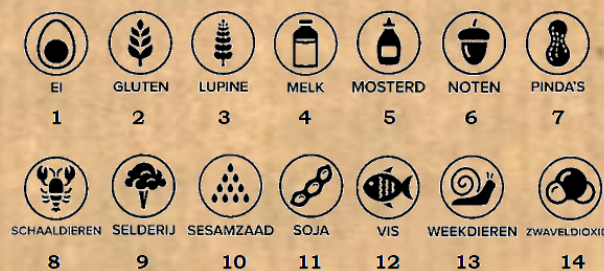 EI GLUTEN LUPINE MELK MOSTERD NOTEN PINDA'S
1 2 3 4 5 6 7
SCHAALDIEREN SELDERIJ SESAMZAAD SOJA VIS WEEKDIEREN ZWAVELDIOXID
8 9 10 11 12 13 14